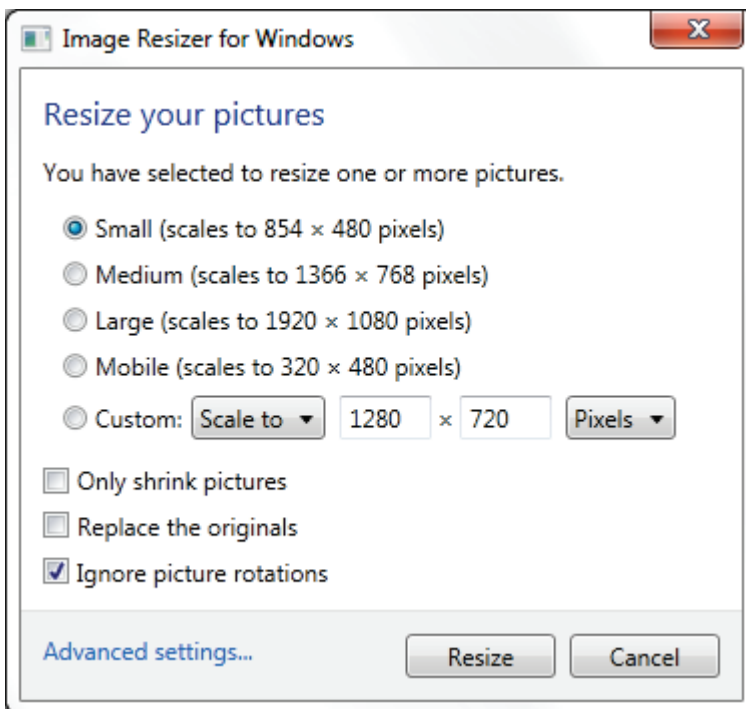 Image Resizer for Windows
Resize your pictures
You have selected to resize one or more pictures.
Small (scales to 854 × 480 pixels)
Medium (scales to 1366 × 768 pixels)
Large (scales to 1920 × 1080 pixels)
Mobile (scales to 320 × 480 pixels)
Custom: Scale to 1280 × 720 Pixels
Only shrink pictures
Replace the originals
Ignore picture rotations
Advanced settings... Resize Cancel